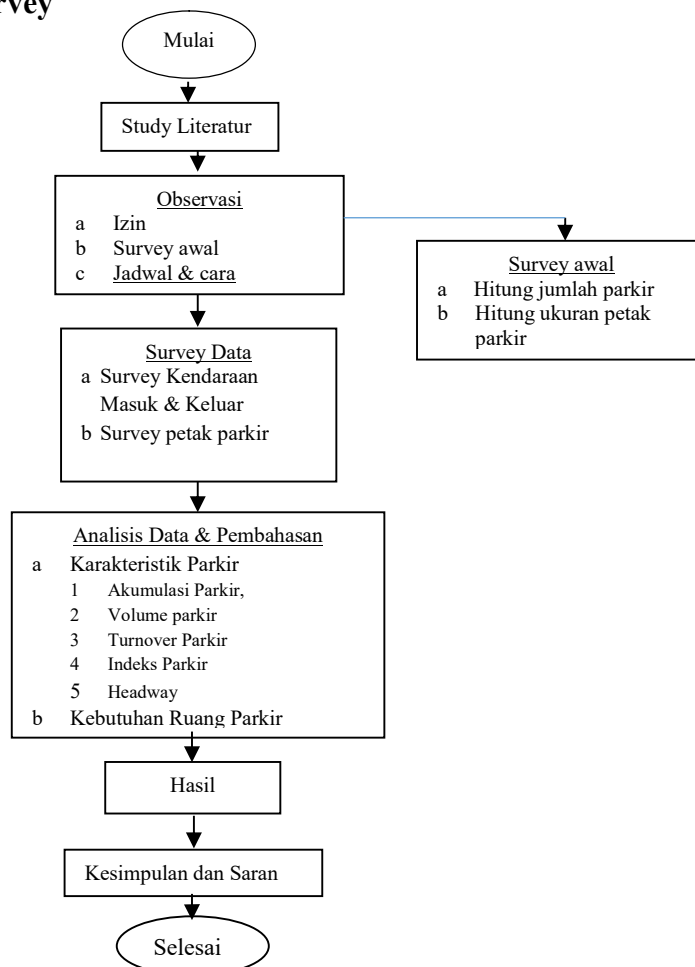 Mulai
Study Literatur
Observasi
a Izin
b Survey awal
c Jadwal & cara
Survey awal
a Hitung jumlah parkir
b Hitung ukuran petak
parkir
Survey Data
a Survey Kendaraan
Masuk & Keluar
b Survey petak parkir
Analisis Data & Pembahasan
a Karakteristik Parkir
1 Akumulasi Parkir,
2 Volume parkir
3 Turnover Parkir
4 Indeks Parkir
5 Headway
b Kebutuhan Ruang Parkir
Hasil
Kesimpulan dan Saran
Selesai